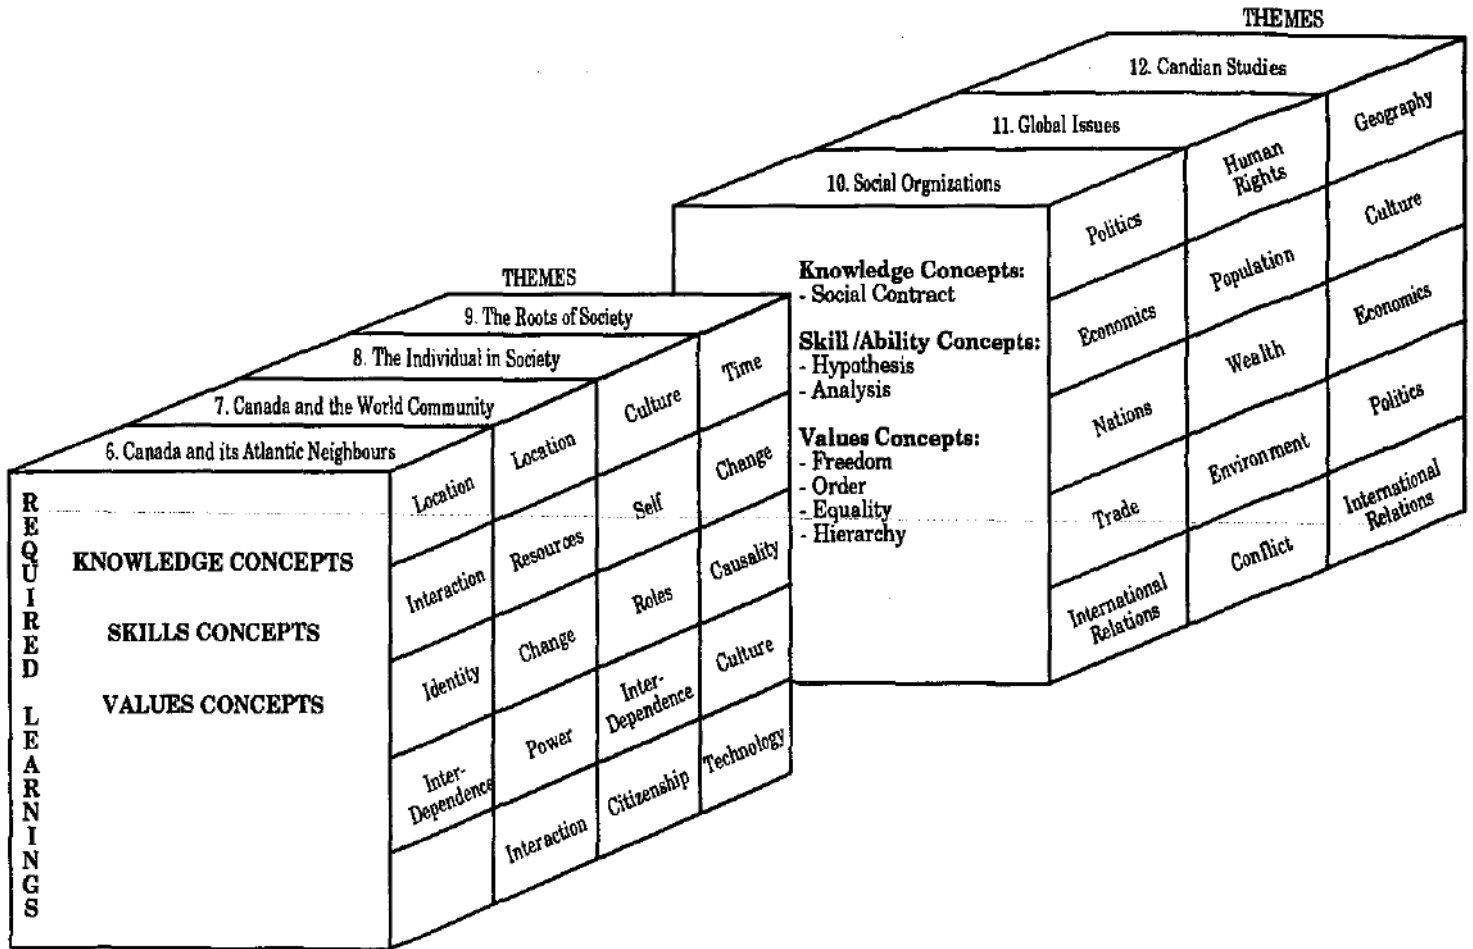 THEMES
12. Candian Studies
11. Global Issues
10. Social Orgnizations
Politics
Economics
Nations
Trade
International
Relations
Human
Rights
Population
Wealth
Environment
Conflict
Geography
Culture
Economics
Politics
International
Relations
Knowledge Concepts:
- Social Contract
Skill/Ability Concepts:
- Hypothesis
- Analysis
Values Concepts:
- Freedom
- Order
- Equality
- Hierarchy
THEMES
9. The Roots of Society
8. The Individual in Society
7. Canada and the World Community
6. Canada and its Atlantic Neighbours
REQUIRED LEARNINGS
KNOWLEDGE CONCEPTS
SKILLS CONCEPTS
VALUES CONCEPTS
Location
Interaction
Identity
Inter-
Dependence
Location
Resources
Change
Power
Interaction
Culture
Self
Roles
Inter-
Dependence
Citizenship
Time
Change
Causality
Culture
Technology